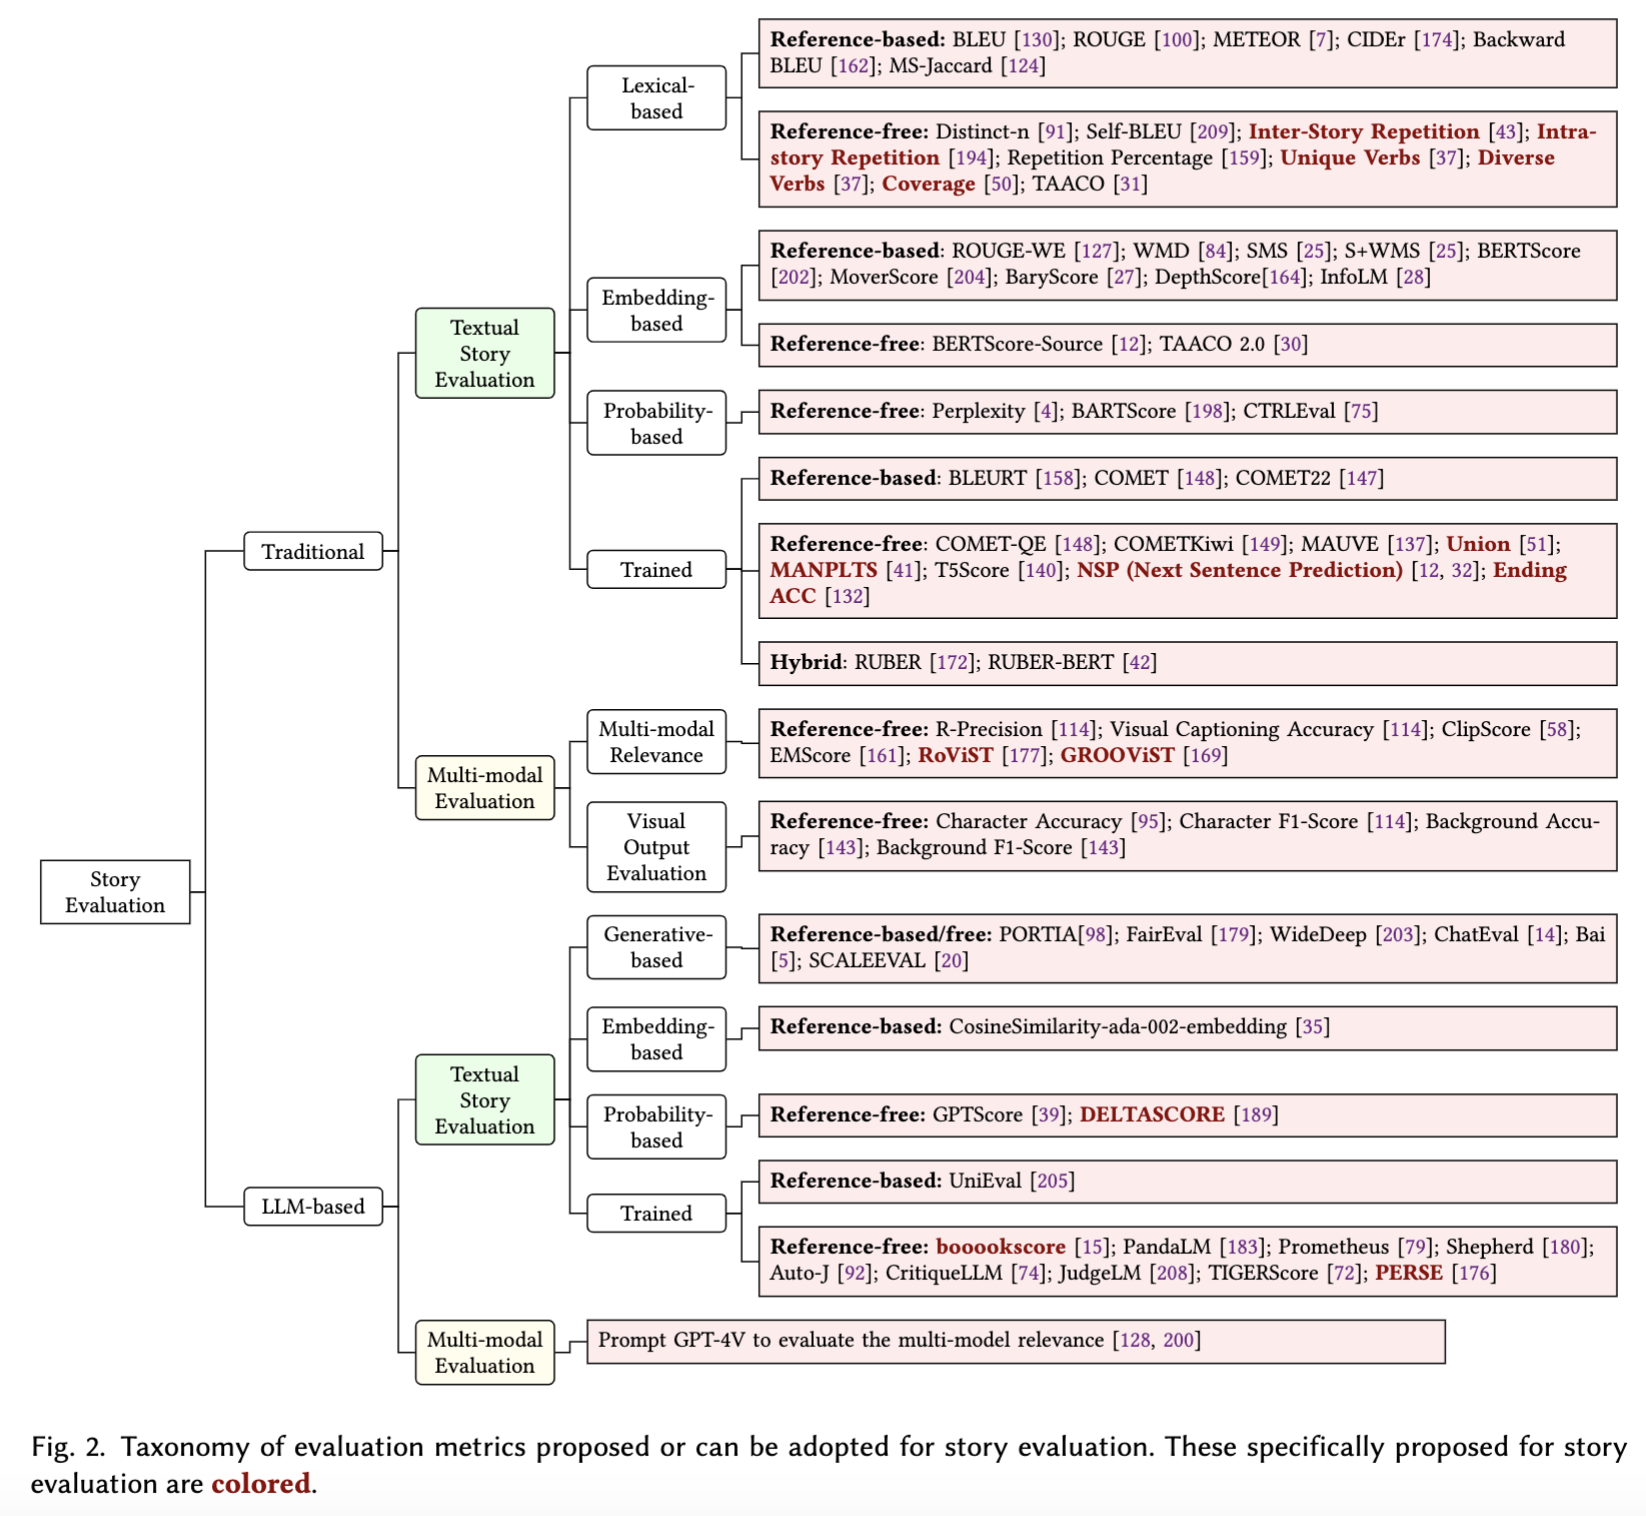 Story
Evaluation
Traditional
Textual
Story
Evaluation
Lexical-
based
Reference-based: BLEU [130]; ROUGE [100]; METEOR [7]; CIDEr [174]; Backward
BLEU [162]; MS-Jaccard [124]
Reference-free: Distinct-n [91]; Self-BLEU [209]; Inter-Story Repetition [43]; Intra-
story Repetition [194]; Repetition Percentage [159]; Unique Verbs [37]; Diverse
Verbs [37]; Coverage [50]; TAACO [31]
Embedding-
based
Reference-based: ROUGE-WE [127]; WMD [84]; SMS [25]; S+WMS [25]; BERTScore
[202]; MoverScore [204]; BaryScore [27]; DepthScore[164]; InfoLM [28]
Reference-free: BERTScore-Source [12]; TAACO 2.0 [30]
Probability-
based
Reference-free: Perplexity [4]; BARTScore [198]; CTRLEval [75]
Trained
Reference-based: BLEURT [158]; COMET [148]; COMET22 [147]
Reference-free: COMET-QE [148]; COMETKiwi [149]; MAUVE [137]; Union [51];
MANPLTS [41]; T5Score [140]; NSP (Next Sentence Prediction) [12, 32]; Ending
ACC [132]
Hybrid: RUBER [172]; RUBER-BERT [42]
Multi-modal
Evaluation
Multi-modal
Relevance
Reference-free: R-Precision [114]; Visual Captioning Accuracy [114]; ClipScore [58];
EMScore [161]; RoViST [177]; GROOViST [169]
Visual
Output
Evaluation
Reference-free: Character Accuracy [95]; Character F1-Score [114]; Background Accu-
racy [143]; Background F1-Score [143]
LLM-based
Textual
Story
Evaluation
Generative-
based
Reference-based/free: PORTIA[98]; FairEval [179]; WideDeep [203]; ChatEval [14]; Bai
[5]; SCALEEVAL [20]
Embedding-
based
Reference-based: CosineSimilarity-ada-002-embedding [35]
Probability-
based
Reference-free: GPTScore [39]; DELTASCORE [189]
Trained
Reference-based: UniEval [205]
Reference-free: booookscore [15]; PandaLM [183]; Prometheus [79]; Shepherd [180];
Auto-J [92]; CritiqueLLM [74]; JudgeLM [208]; TIGERScore [72]; PERSE [176]
Multi-modal
Evaluation
Prompt GPT-4V to evaluate the multi-model relevance [128, 200]
Fig. 2. Taxonomy of evaluation metrics proposed or can be adopted for story evaluation. These specifically proposed for story
evaluation are colored.